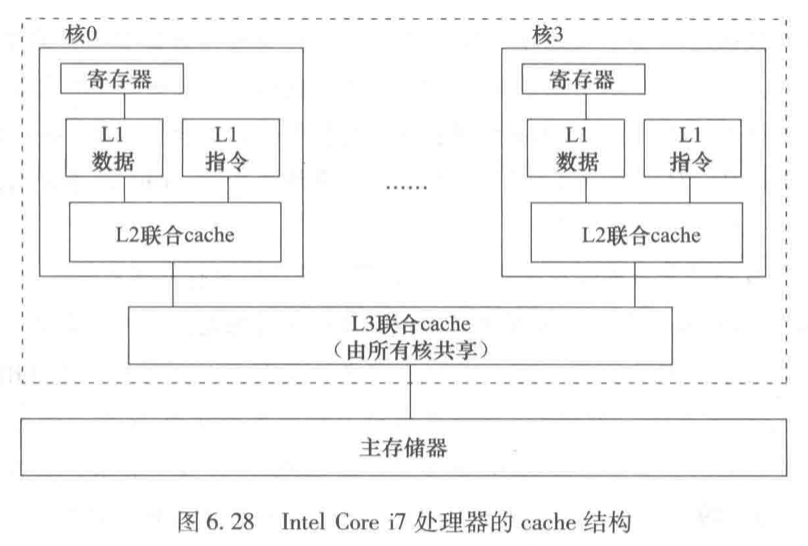 核0
核3
寄存器
寄存器
L1
数据
L1
指令
L1
数据
L1
指令
……
L2联合cache
L2联合cache
L3联合cache
（由所有核共享）
主存储器
图 6.28 Intel Core i7 处理器的 cache 结构